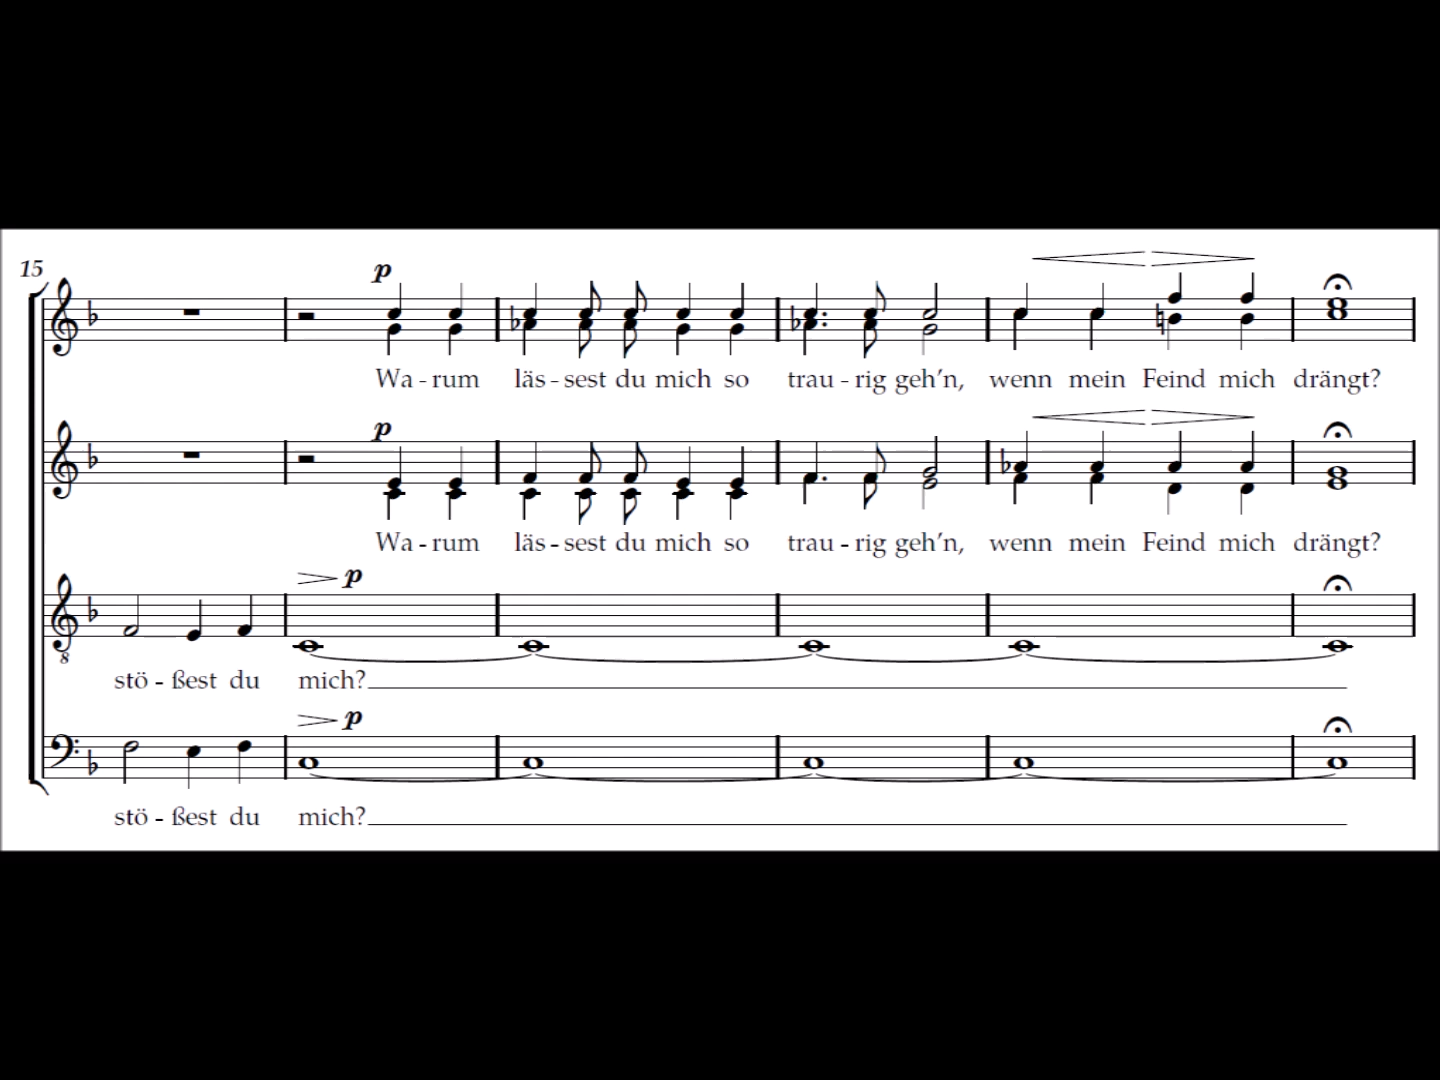 15
p
Wa - rum läs - sest du mich so trau - rig geh'n, wenn mein Feind mich drängt?
p
Wa - rum läs - sest du mich so trau - rig geh'n, wenn mein Feind mich drängt?
p
8
stö - ßest du mich?
p
stö - ßest du mich?